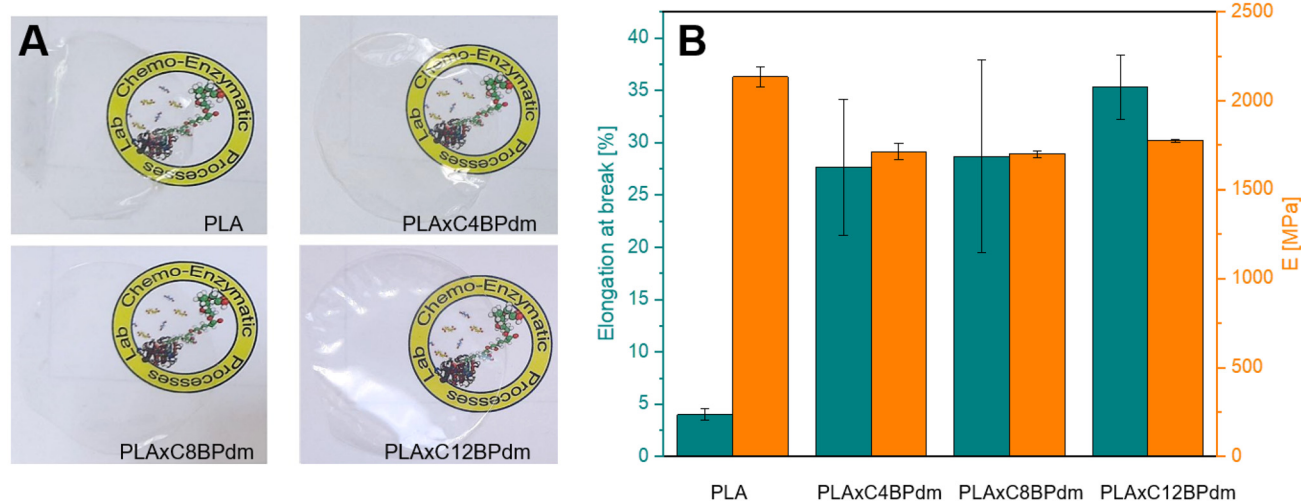 A
Chemo-Enzymatic Processes Lab
PLA
Chemo-Enzymatic Processes Lab
PLAxC4BPdm
Chemo-Enzymatic Processes Lab
PLAxC8BPdm
Chemo-Enzymatic Processes Lab
PLAxC12BPdm
B
Elongation at break [%]
40
35
30
25
20
15
10
5
0
2500
2000
1500
1000
500
0
E [MPa]
PLA
PLAxC4BPdm
PLAxC8BPdm
PLAxC12BPdm